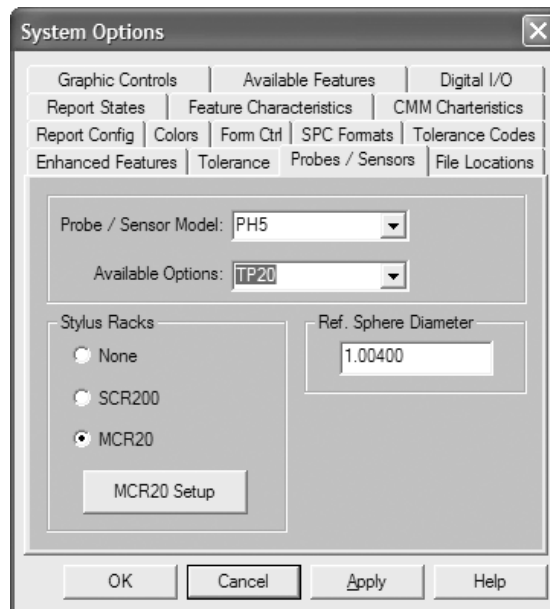 System Options
Graphic Controls Available Features Digital I/O
Report States Feature Characteristics CMM Charteristics
Report Config Colors Form Ctrl SPC Formats Tolerance Codes
Enhanced Features Tolerance Probes / Sensors File Locations
Probe / Sensor Model: PH5
Available Options: TP20
Stylus Racks
None
SCR200
MCR20
MCR20 Setup
Ref. Sphere Diameter
1.00400
OK Cancel Apply Help